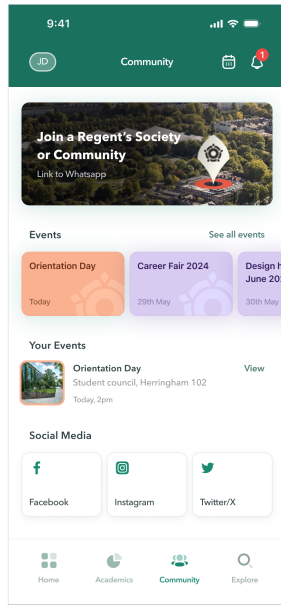 9:41
JD
Community
1
Join a Regent's Society
or Community
Link to Whatsapp
Events
See all events
Orientation Day
Today
Career Fair 2024
29th May
Design h
June 20
30th May
Your Events
Orientation Day
View
Student council, Herringham 102
Today, 2pm
Social Media
Facebook
Instagram
Twitter/X
Home
Academics
Community
Explore